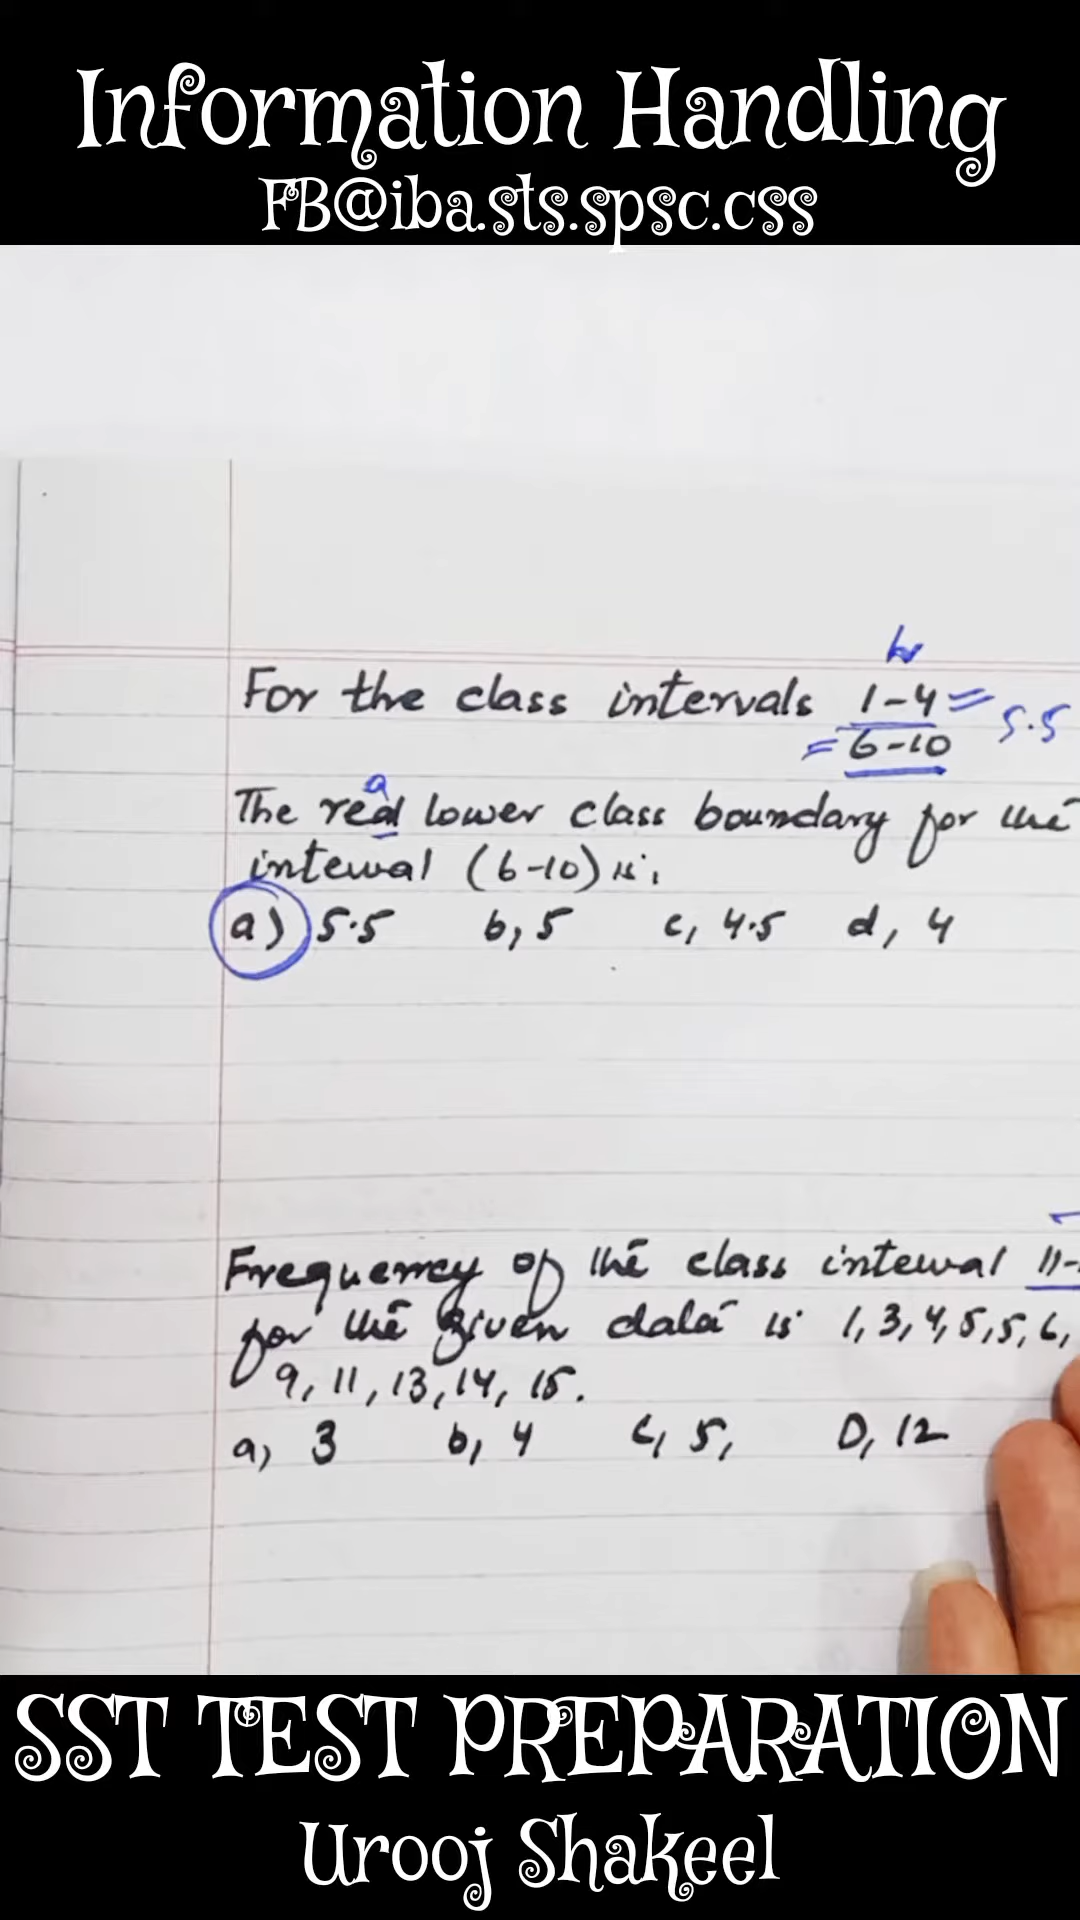 Information Handling
FB@iba.sts.spsc.css
For the class intervals 1-4 = 5.5
= 6-10
a
The real lower class boundary for the
interval (6-10) is:
a) 5.5 b, 5 c, 4.5 d, 4
Frequency of the class interval 11-
for the given data is 1, 3, 4, 5, 5, 6,
9, 11, 13, 14, 15.
a, 3 b, 4 c, 5, D, 12
SST TEST PREPARATION
Urooj Shakeel